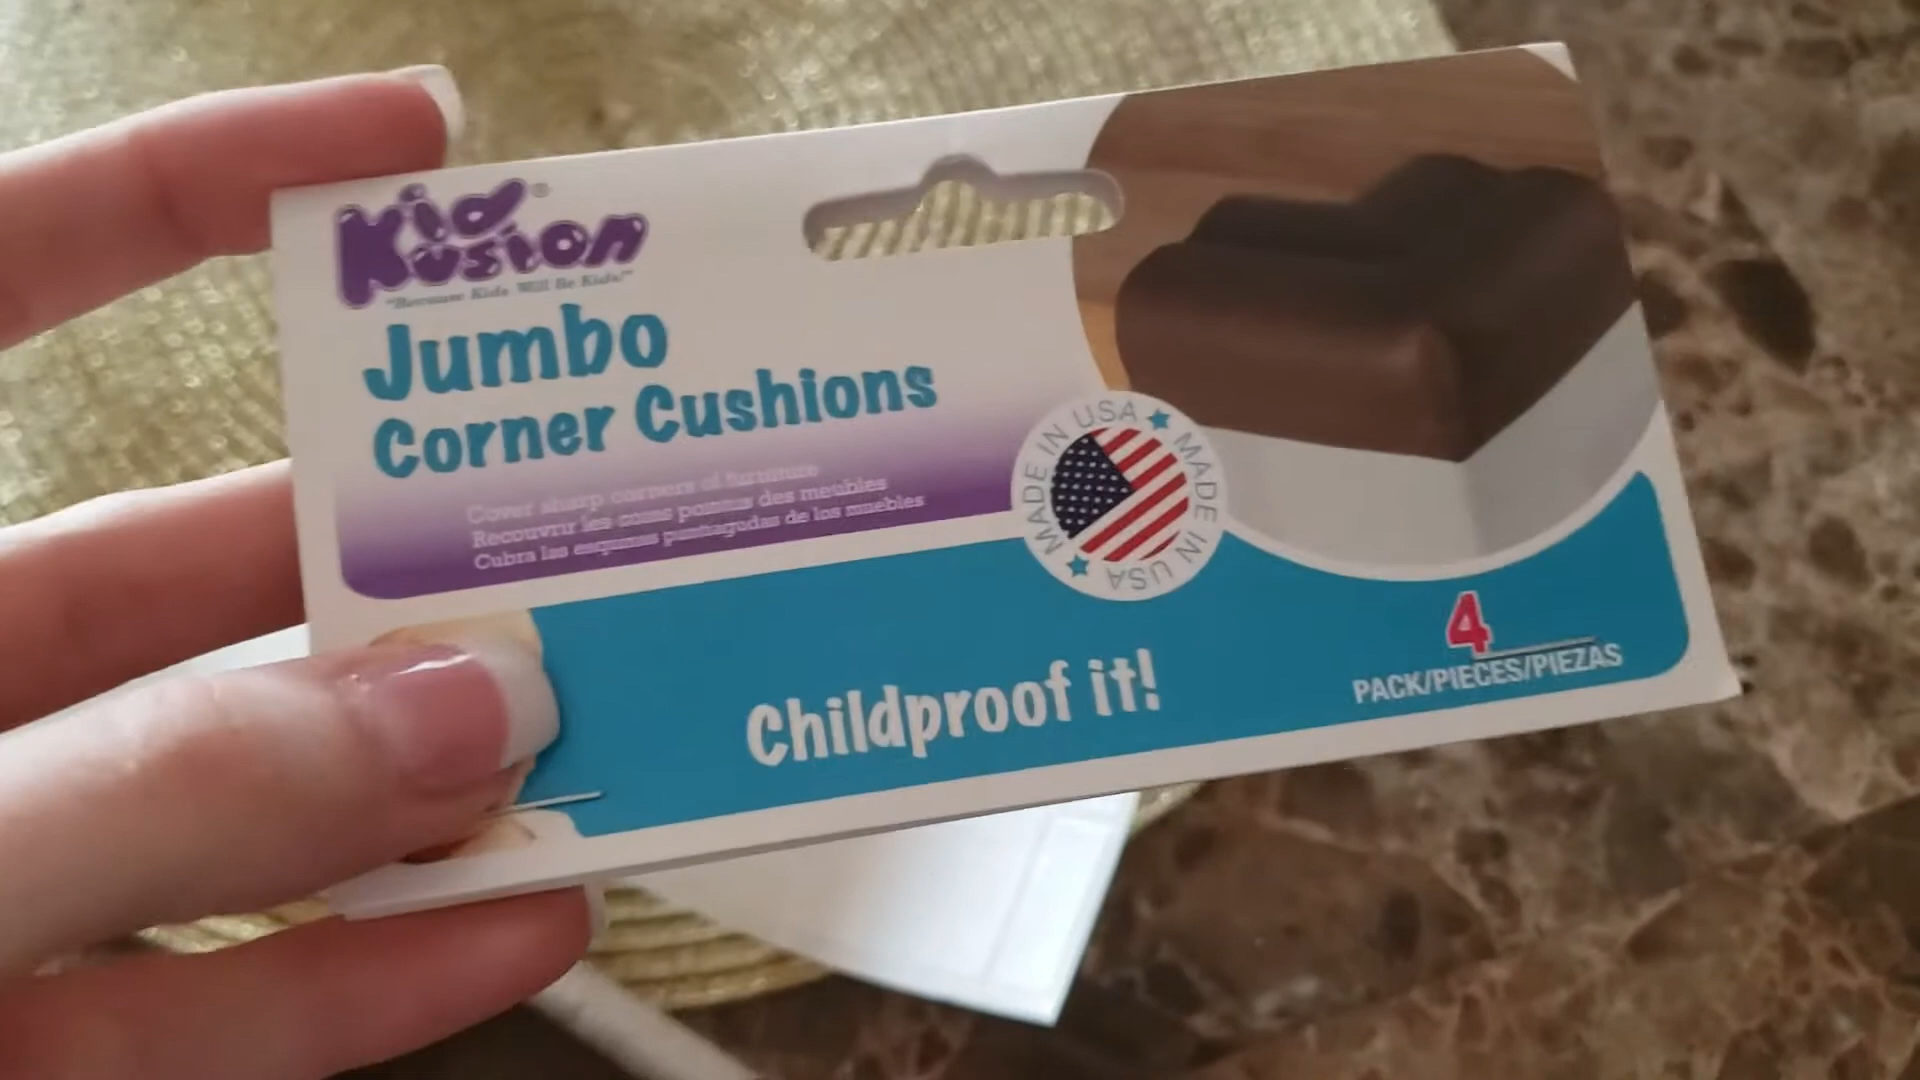 Kid
Kusion®
"Because Kids Will Be Kids!"
Jumbo
Corner Cushions
Cover sharp corners of furniture
Recouvrir les coins pointus des meubles
Cubra las esquinas puntiagudas de los muebles
MADE IN USA ★ MADE IN USA ★
Childproof it!
4
PACK/PIECES/PIEZAS